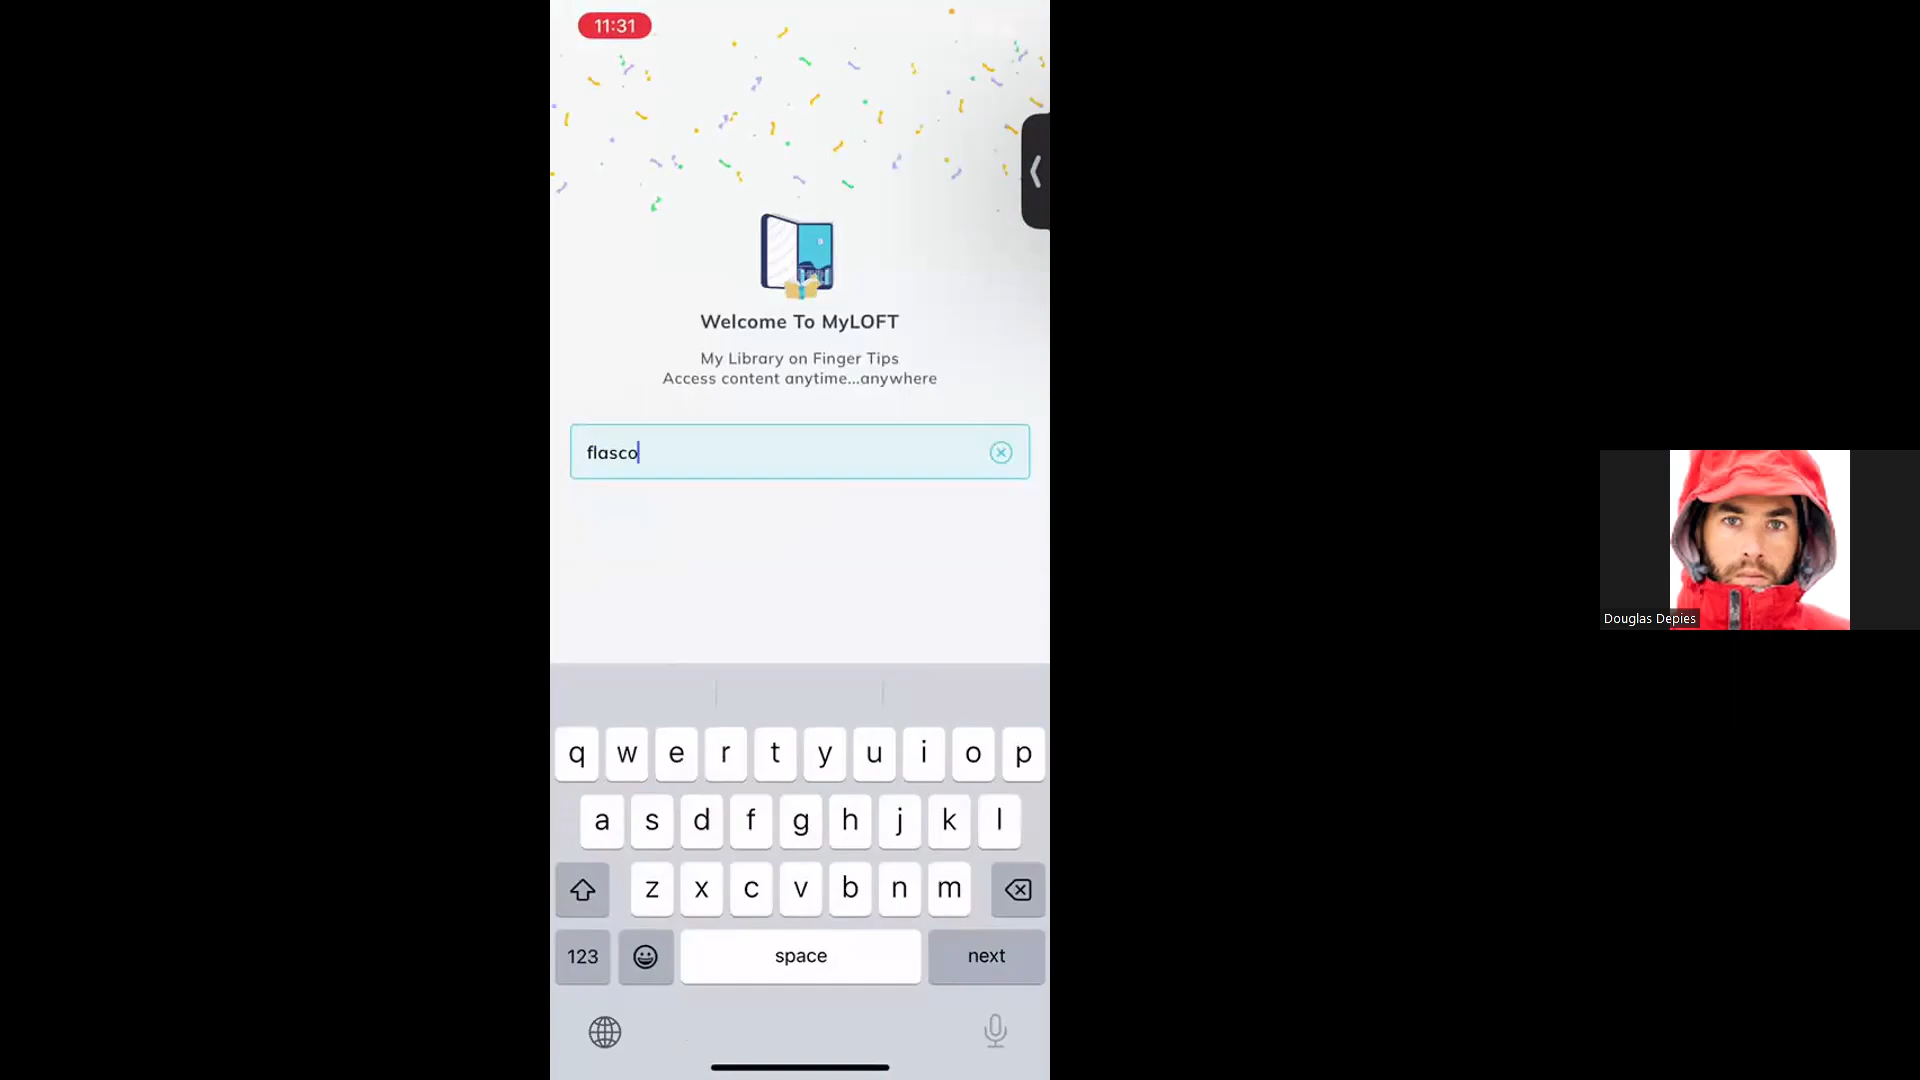 11:31
Welcome To MyLOFT
My Library on Finger Tips
Access content anytime...anywhere
flasco
q w e r t y u i o p
a s d f g h j k l
z x c v b n m
123 space next
Douglas Depies